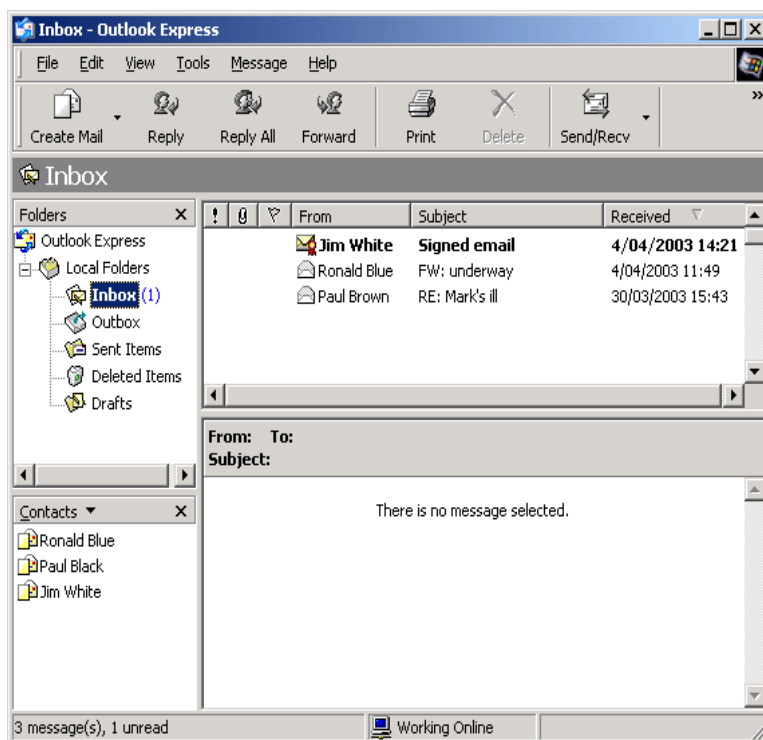 Inbox - Outlook Express
File Edit View Tools Message Help
Create Mail Reply Reply All Forward Print Delete Send/Recv »
Inbox
Folders X
Outlook Express
Local Folders
Inbox (1)
Outbox
Sent Items
Deleted Items
Drafts
! From Subject Received
Jim White Signed email 4/04/2003 14:21
Ronald Blue FW: underway 4/04/2003 11:49
Paul Brown RE: Mark's ill 30/03/2003 15:43
From: To:
Subject:
There is no message selected.
Contacts X
Ronald Blue
Paul Black
Jim White
3 message(s), 1 unread Working Online